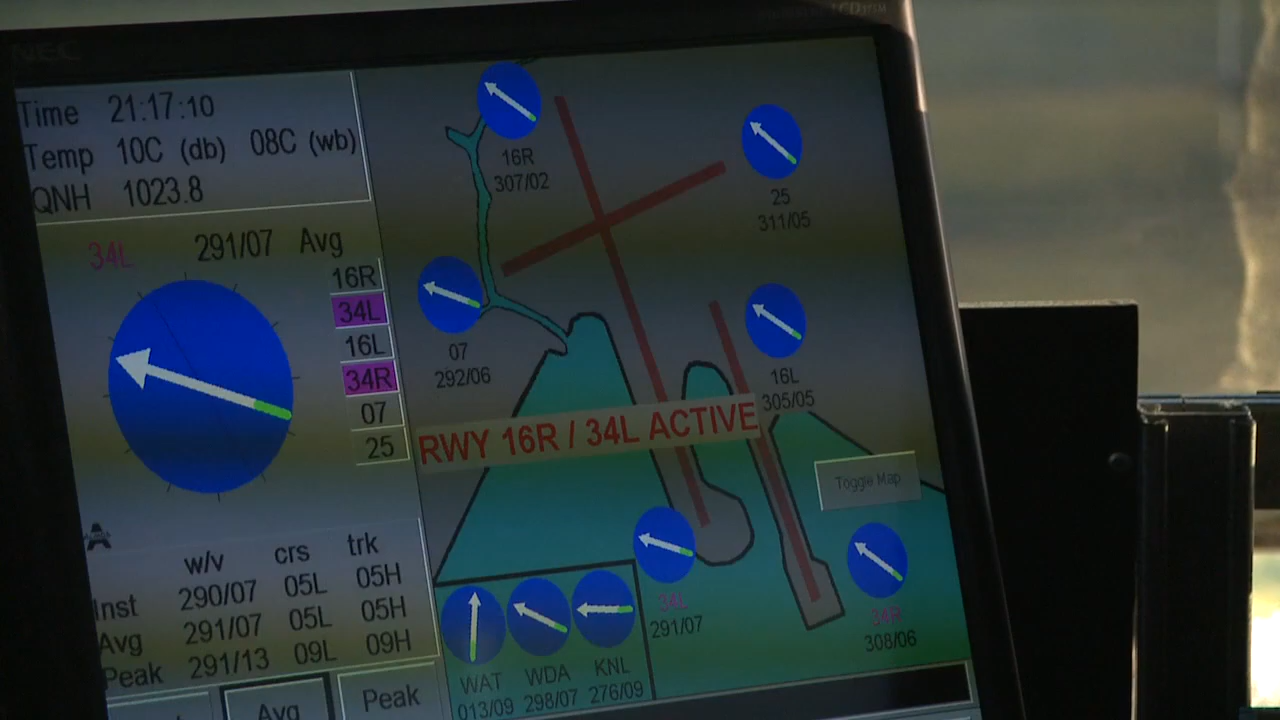 NEC
Time 21:17:10
Temp 10C (db) 08C (wb)
QNH 1023.8
34L 291/07 Avg
16R
34L
16L
34R
07
25
w/v crs trk
Inst 290/07 05L 05H
Avg 291/07 05L 05H
Peak 291/13 09L 09H
Avg
Peak
16R
307/02
25
311/05
07
292/06
16L
305/05
RWY 16R / 34L ACTIVE
Toggle Map
34L
291/07
34R
308/06
WAT
013/09
WDA
298/07
KNL
276/09